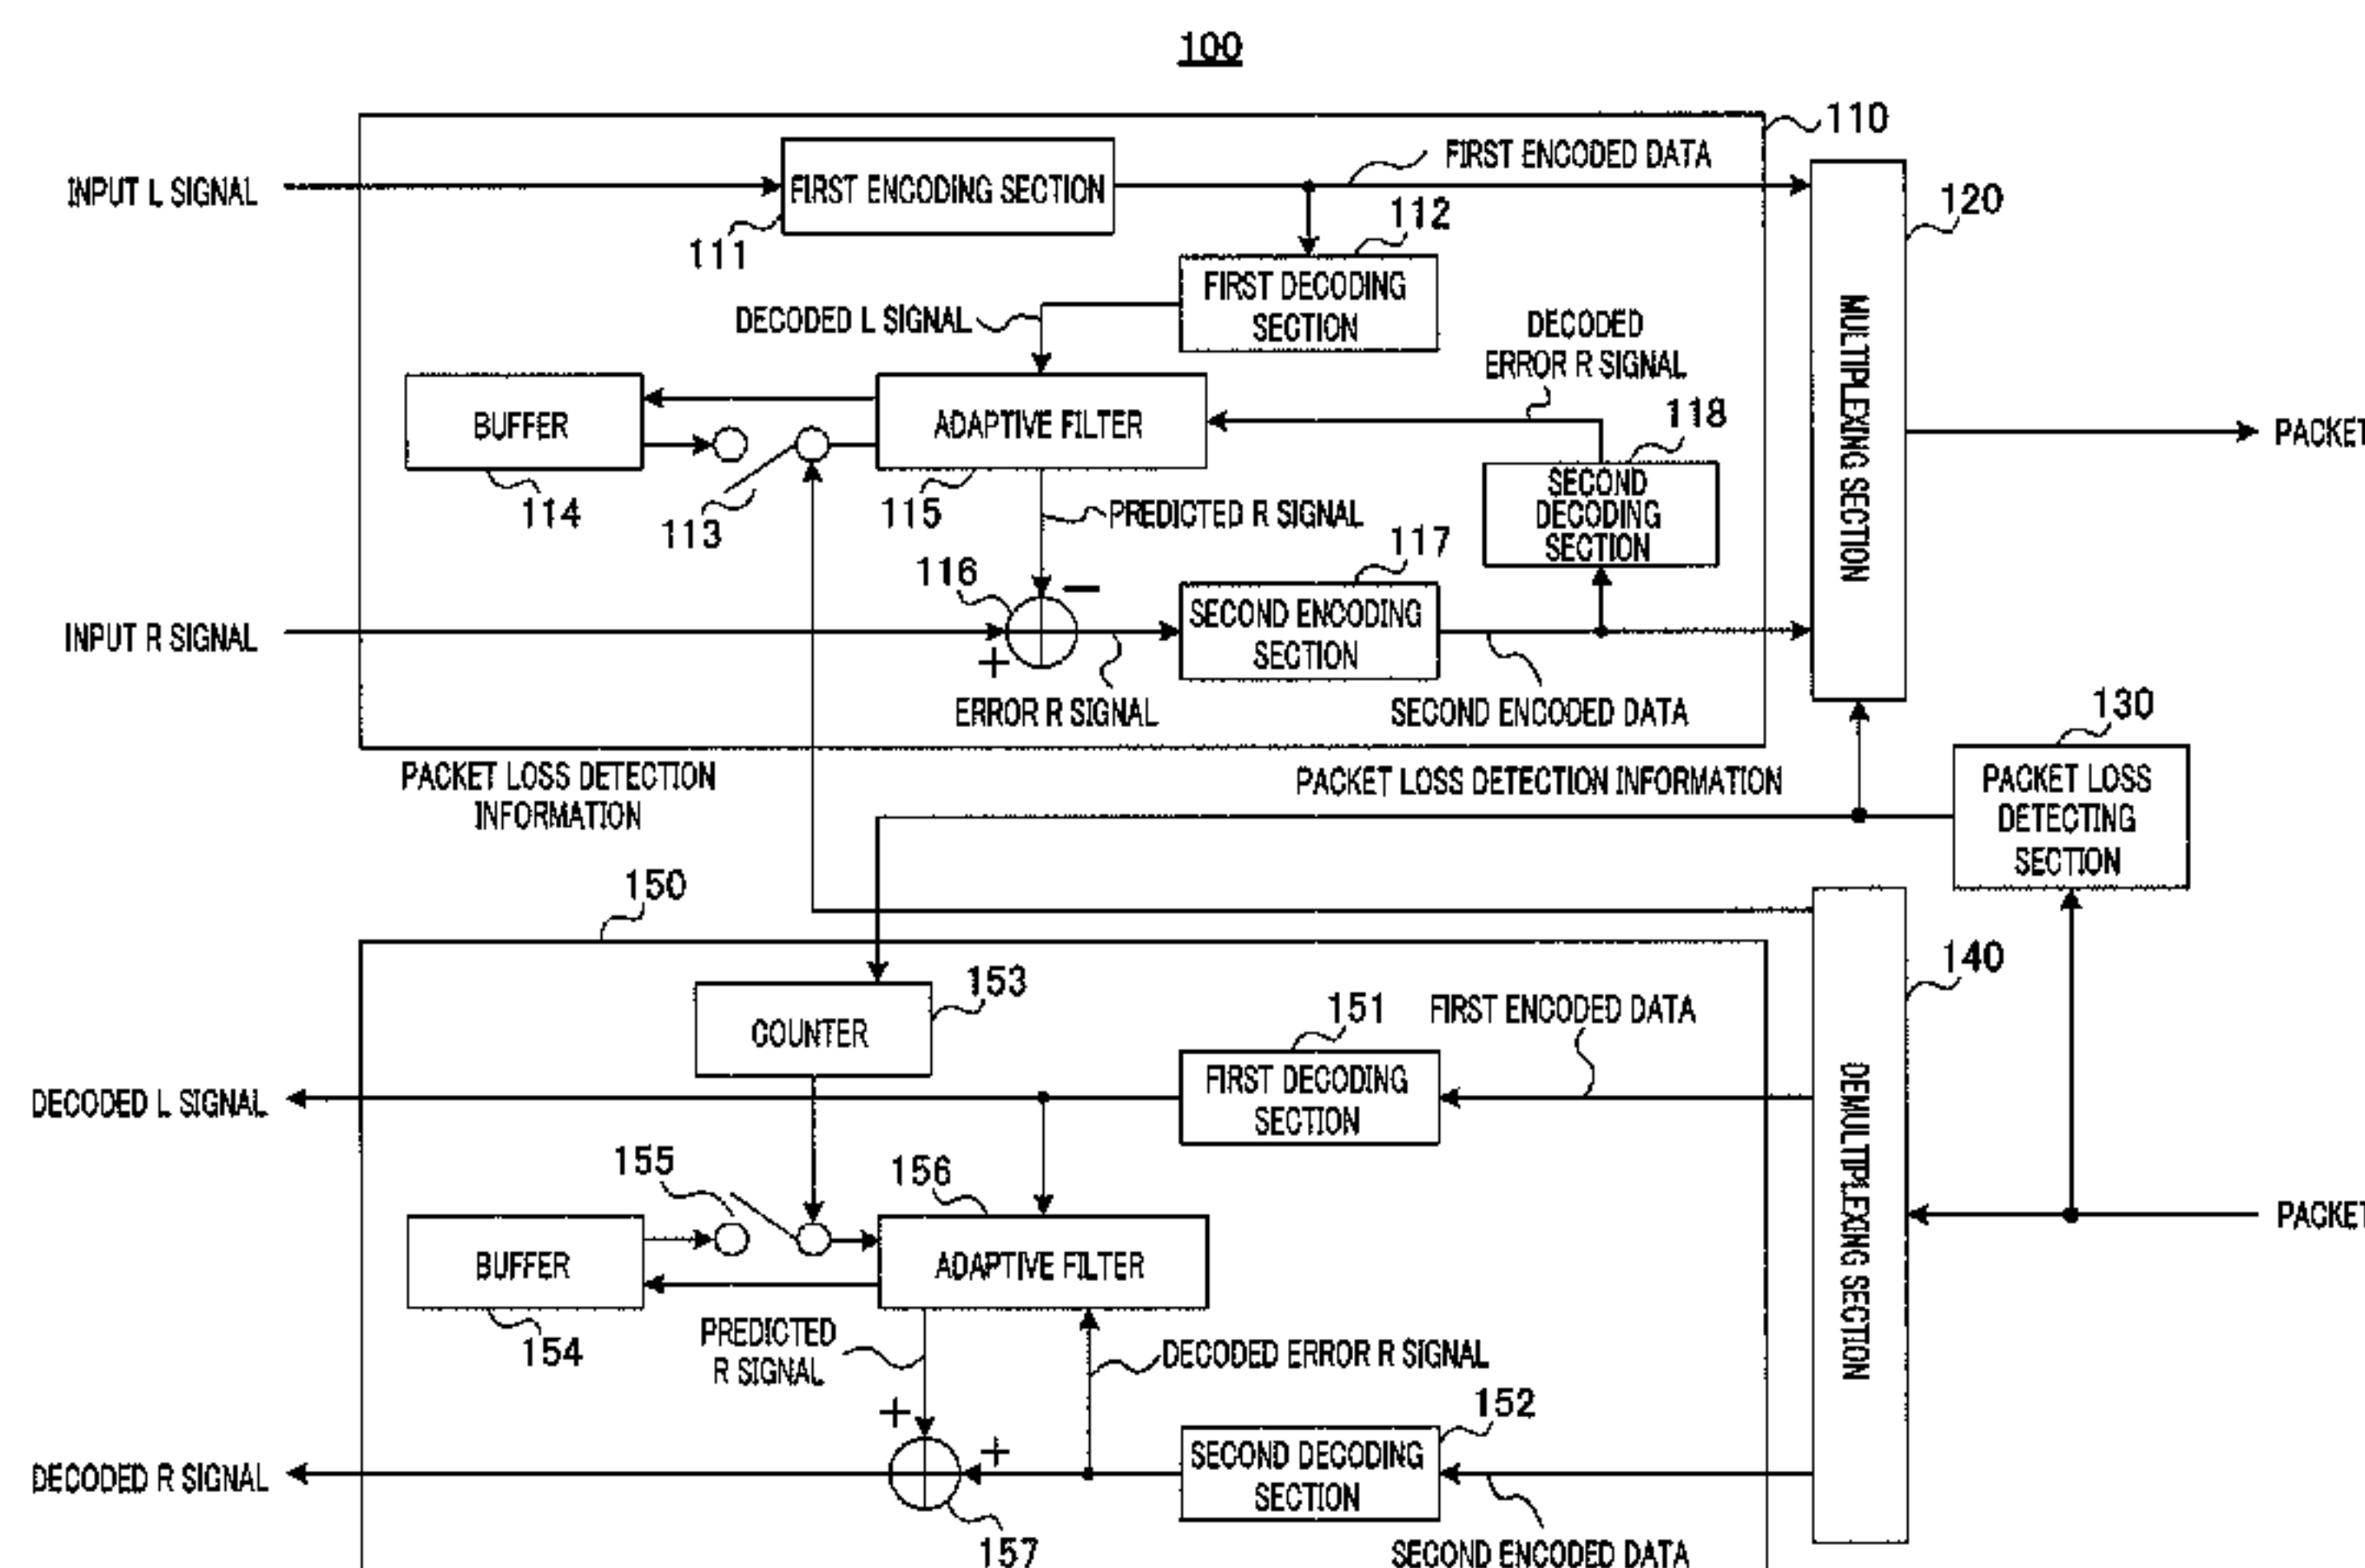 100
110
INPUT L SIGNAL
FIRST ENCODING SECTION
111
FIRST ENCODED DATA
112
120
FIRST DECODING
SECTION
DECODED L SIGNAL
DECODED
ERROR R SIGNAL
MULTIPLEXING SECTION
BUFFER
114
113
ADAPTIVE FILTER
115
118
SECOND
DECODING
SECTION
PACKET
PREDICTED R SIGNAL
116
−
117
INPUT R SIGNAL
+
SECOND ENCODING
SECTION
ERROR R SIGNAL
SECOND ENCODED DATA
130
PACKET LOSS DETECTION
INFORMATION
PACKET LOSS DETECTION INFORMATION
PACKET LOSS
DETECTING
SECTION
150
140
153
COUNTER
151
FIRST ENCODED DATA
DECODED L SIGNAL
FIRST DECODING
SECTION
DEMULTIPLEXING SECTION
155
156
BUFFER
154
ADAPTIVE FILTER
PACKET
PREDICTED
R SIGNAL
DECODED ERROR R SIGNAL
+
+
152
DECODED R SIGNAL
SECOND DECODING
SECTION
157
SECOND ENCODED DATA